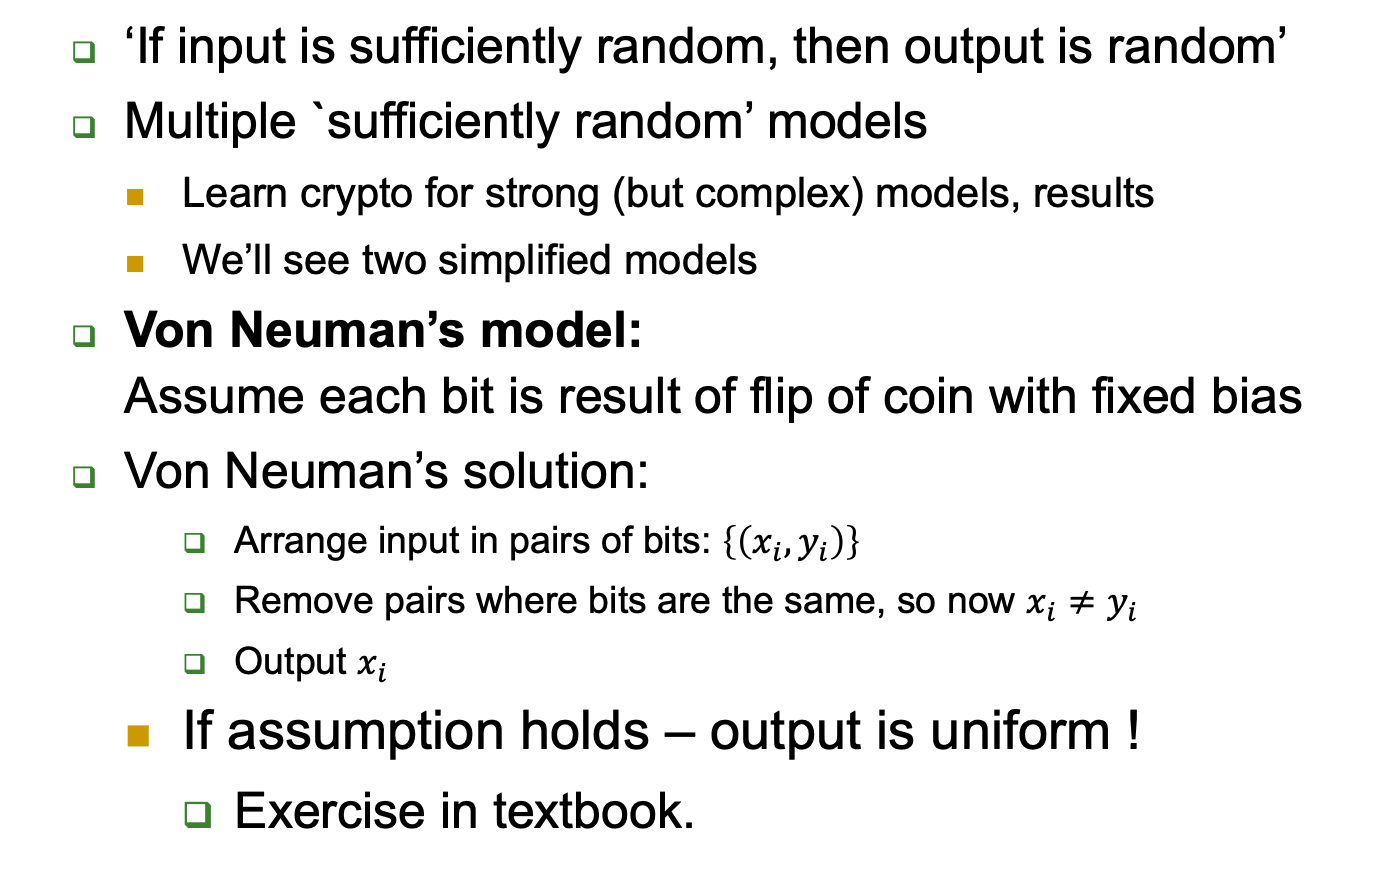 ‘If input is sufficiently random, then output is random’
Multiple `sufficiently random’ models
Learn crypto for strong (but complex) models, results
We’ll see two simplified models
Von Neuman’s model:
Assume each bit is result of flip of coin with fixed bias
Von Neuman’s solution:
Arrange input in pairs of bits: {(𝑥ᵢ, 𝑦ᵢ)}
Remove pairs where bits are the same, so now 𝑥ᵢ ≠ 𝑦ᵢ
Output 𝑥ᵢ
If assumption holds – output is uniform !
Exercise in textbook.